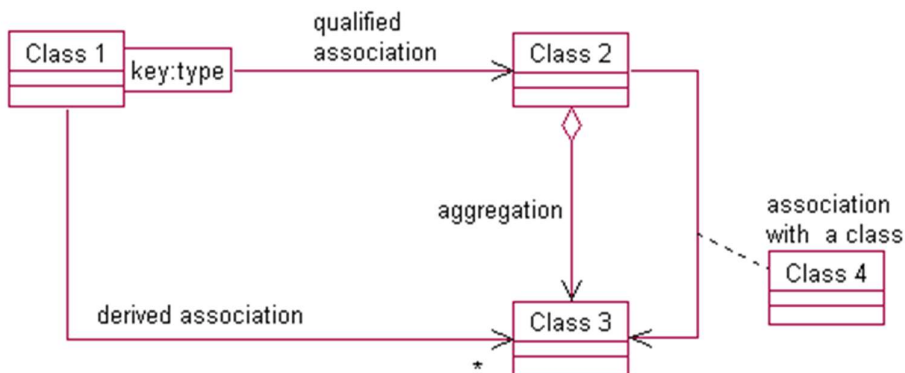 qualified
association
Class 1
key:type
Class 2
aggregation
association
with a class
Class 4
derived association
Class 3
*